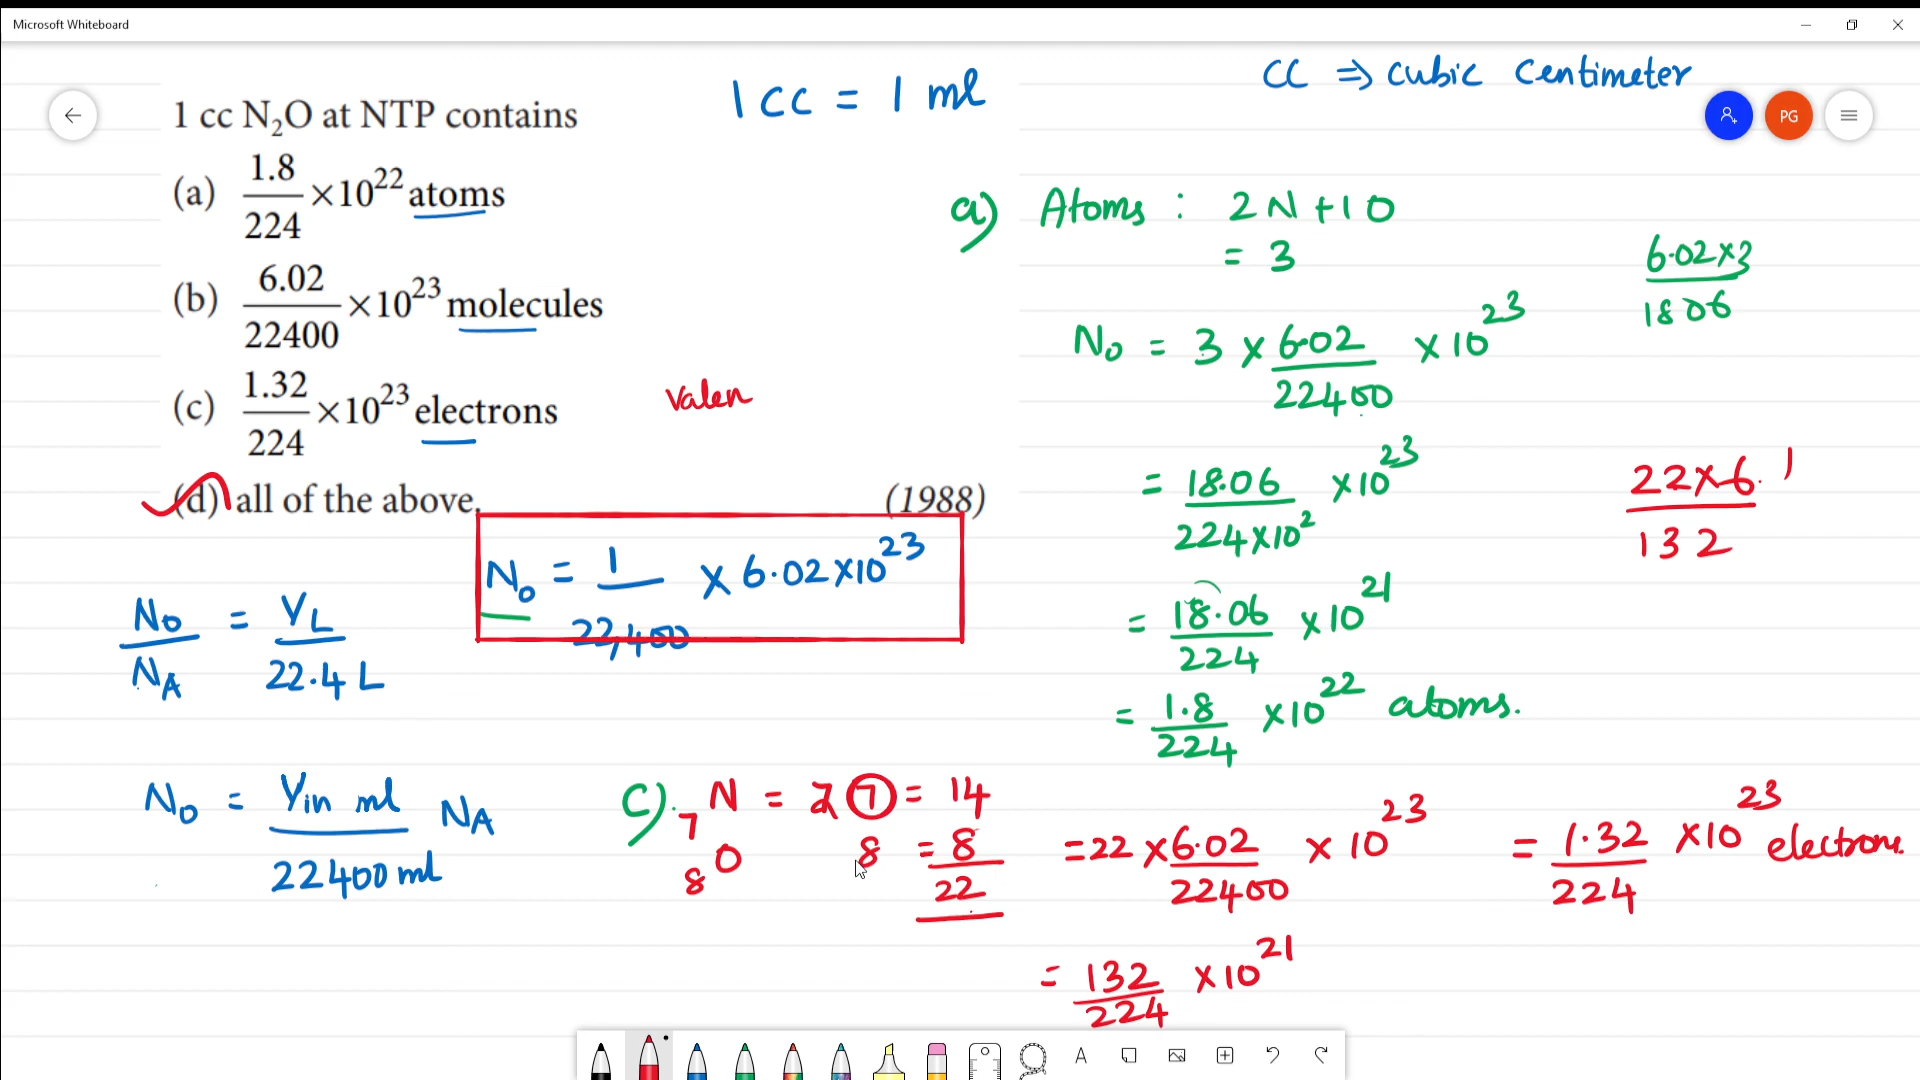 Microsoft Whiteboard
1 cc N₂O at NTP contains
(a) 1.8/224 ×10²² atoms
(b) 6.02/22400 ×10²³ molecules
(c) 1.32/224 ×10²³ electrons
(d) all of the above.
(1988)
1 CC = 1 ml
CC ⇒ cubic Centimeter
PG
Valen
N₀ = 1/22,400 × 6.02×10²³
N₀/N_A = V_L/22.4 L
N₀ = V in ml/22400 ml N_A
a) Atoms : 2 N + 1 O
= 3
N₀ = 3 × 6.02/22400 × 10²³
= 18.06/224×10² ×10²³
= 18.06/224 ×10²¹
= 1.8/224 ×10²² atoms.
6.02×3
1806
22×6.1
132
C). ₇N = 2 7 = 14
₈O 8 = 8
22
= 22 × 6.02/22400 × 10²³
= 132/224 ×10²¹
= 1.32/224 ×10²³ electrons
A